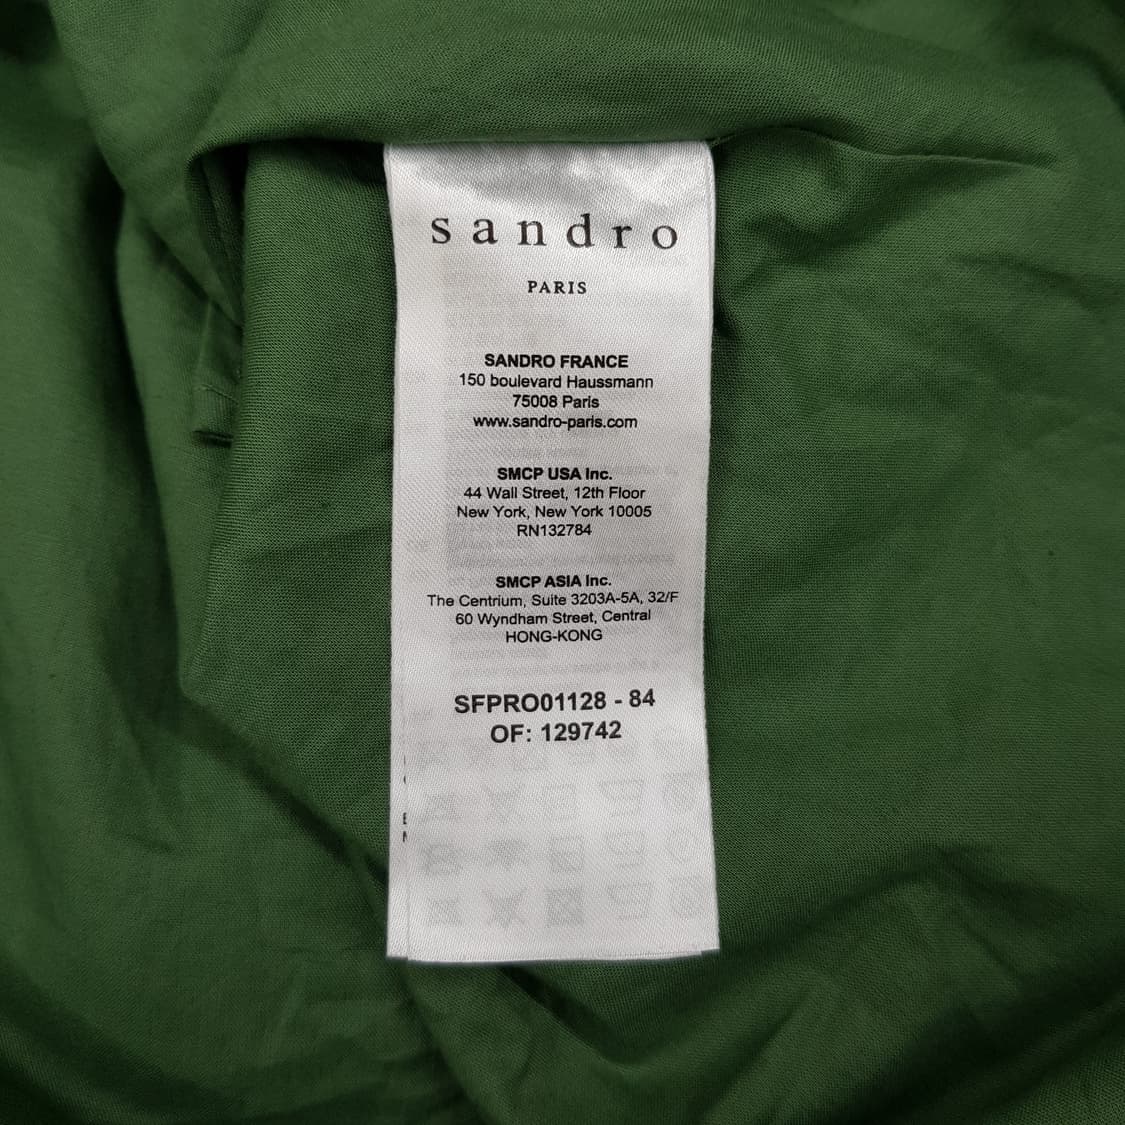 sandro
PARIS
SANDRO FRANCE
150 boulevard Haussmann
75008 Paris
www.sandro-paris.com
SMCP USA Inc.
44 Wall Street, 12th Floor
New York, New York 10005
RN132784
SMCP ASIA Inc.
The Centrium, Suite 3203A-5A, 32/F
60 Wyndham Street, Central
HONG-KONG
SFPRO01128 - 84
OF: 129742